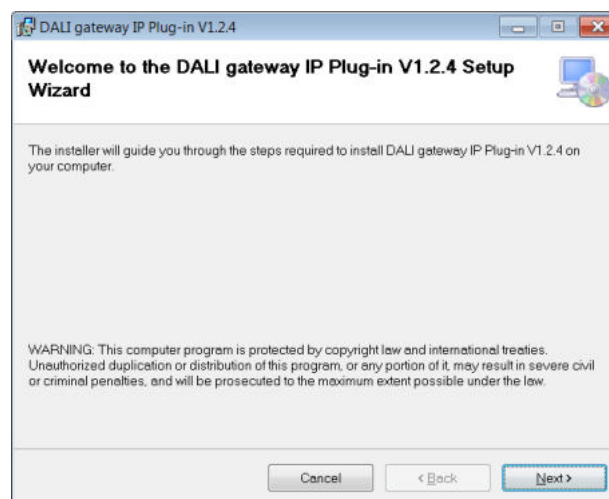 DALI gateway IP Plug-in V1.2.4
Welcome to the DALI gateway IP Plug-in V1.2.4 Setup
Wizard
The installer will guide you through the steps required to install DALI gateway IP Plug-in V1.2.4 on
your computer.
WARNING: This computer program is protected by copyright law and international treaties.
Unauthorized duplication or distribution of this program, or any portion of it, may result in severe civil
or criminal penalties, and will be prosecuted to the maximum extent possible under the law.
Cancel < Back Next >